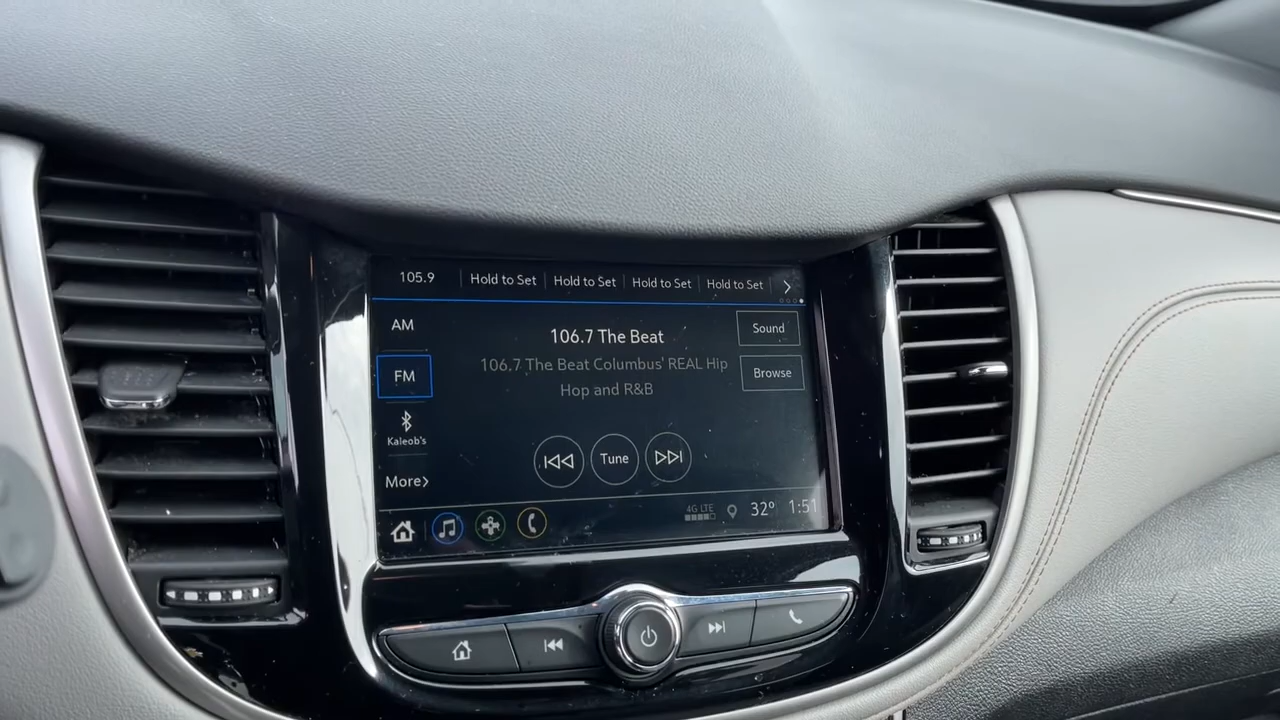 105.9 Hold to Set Hold to Set Hold to Set Hold to Set
AM
106.7 The Beat
Sound
106.7 The Beat Columbus' REAL Hip
Hop and R&B
FM
Browse
Kaleob's
Tune
More
4G LTE
32° 1:51